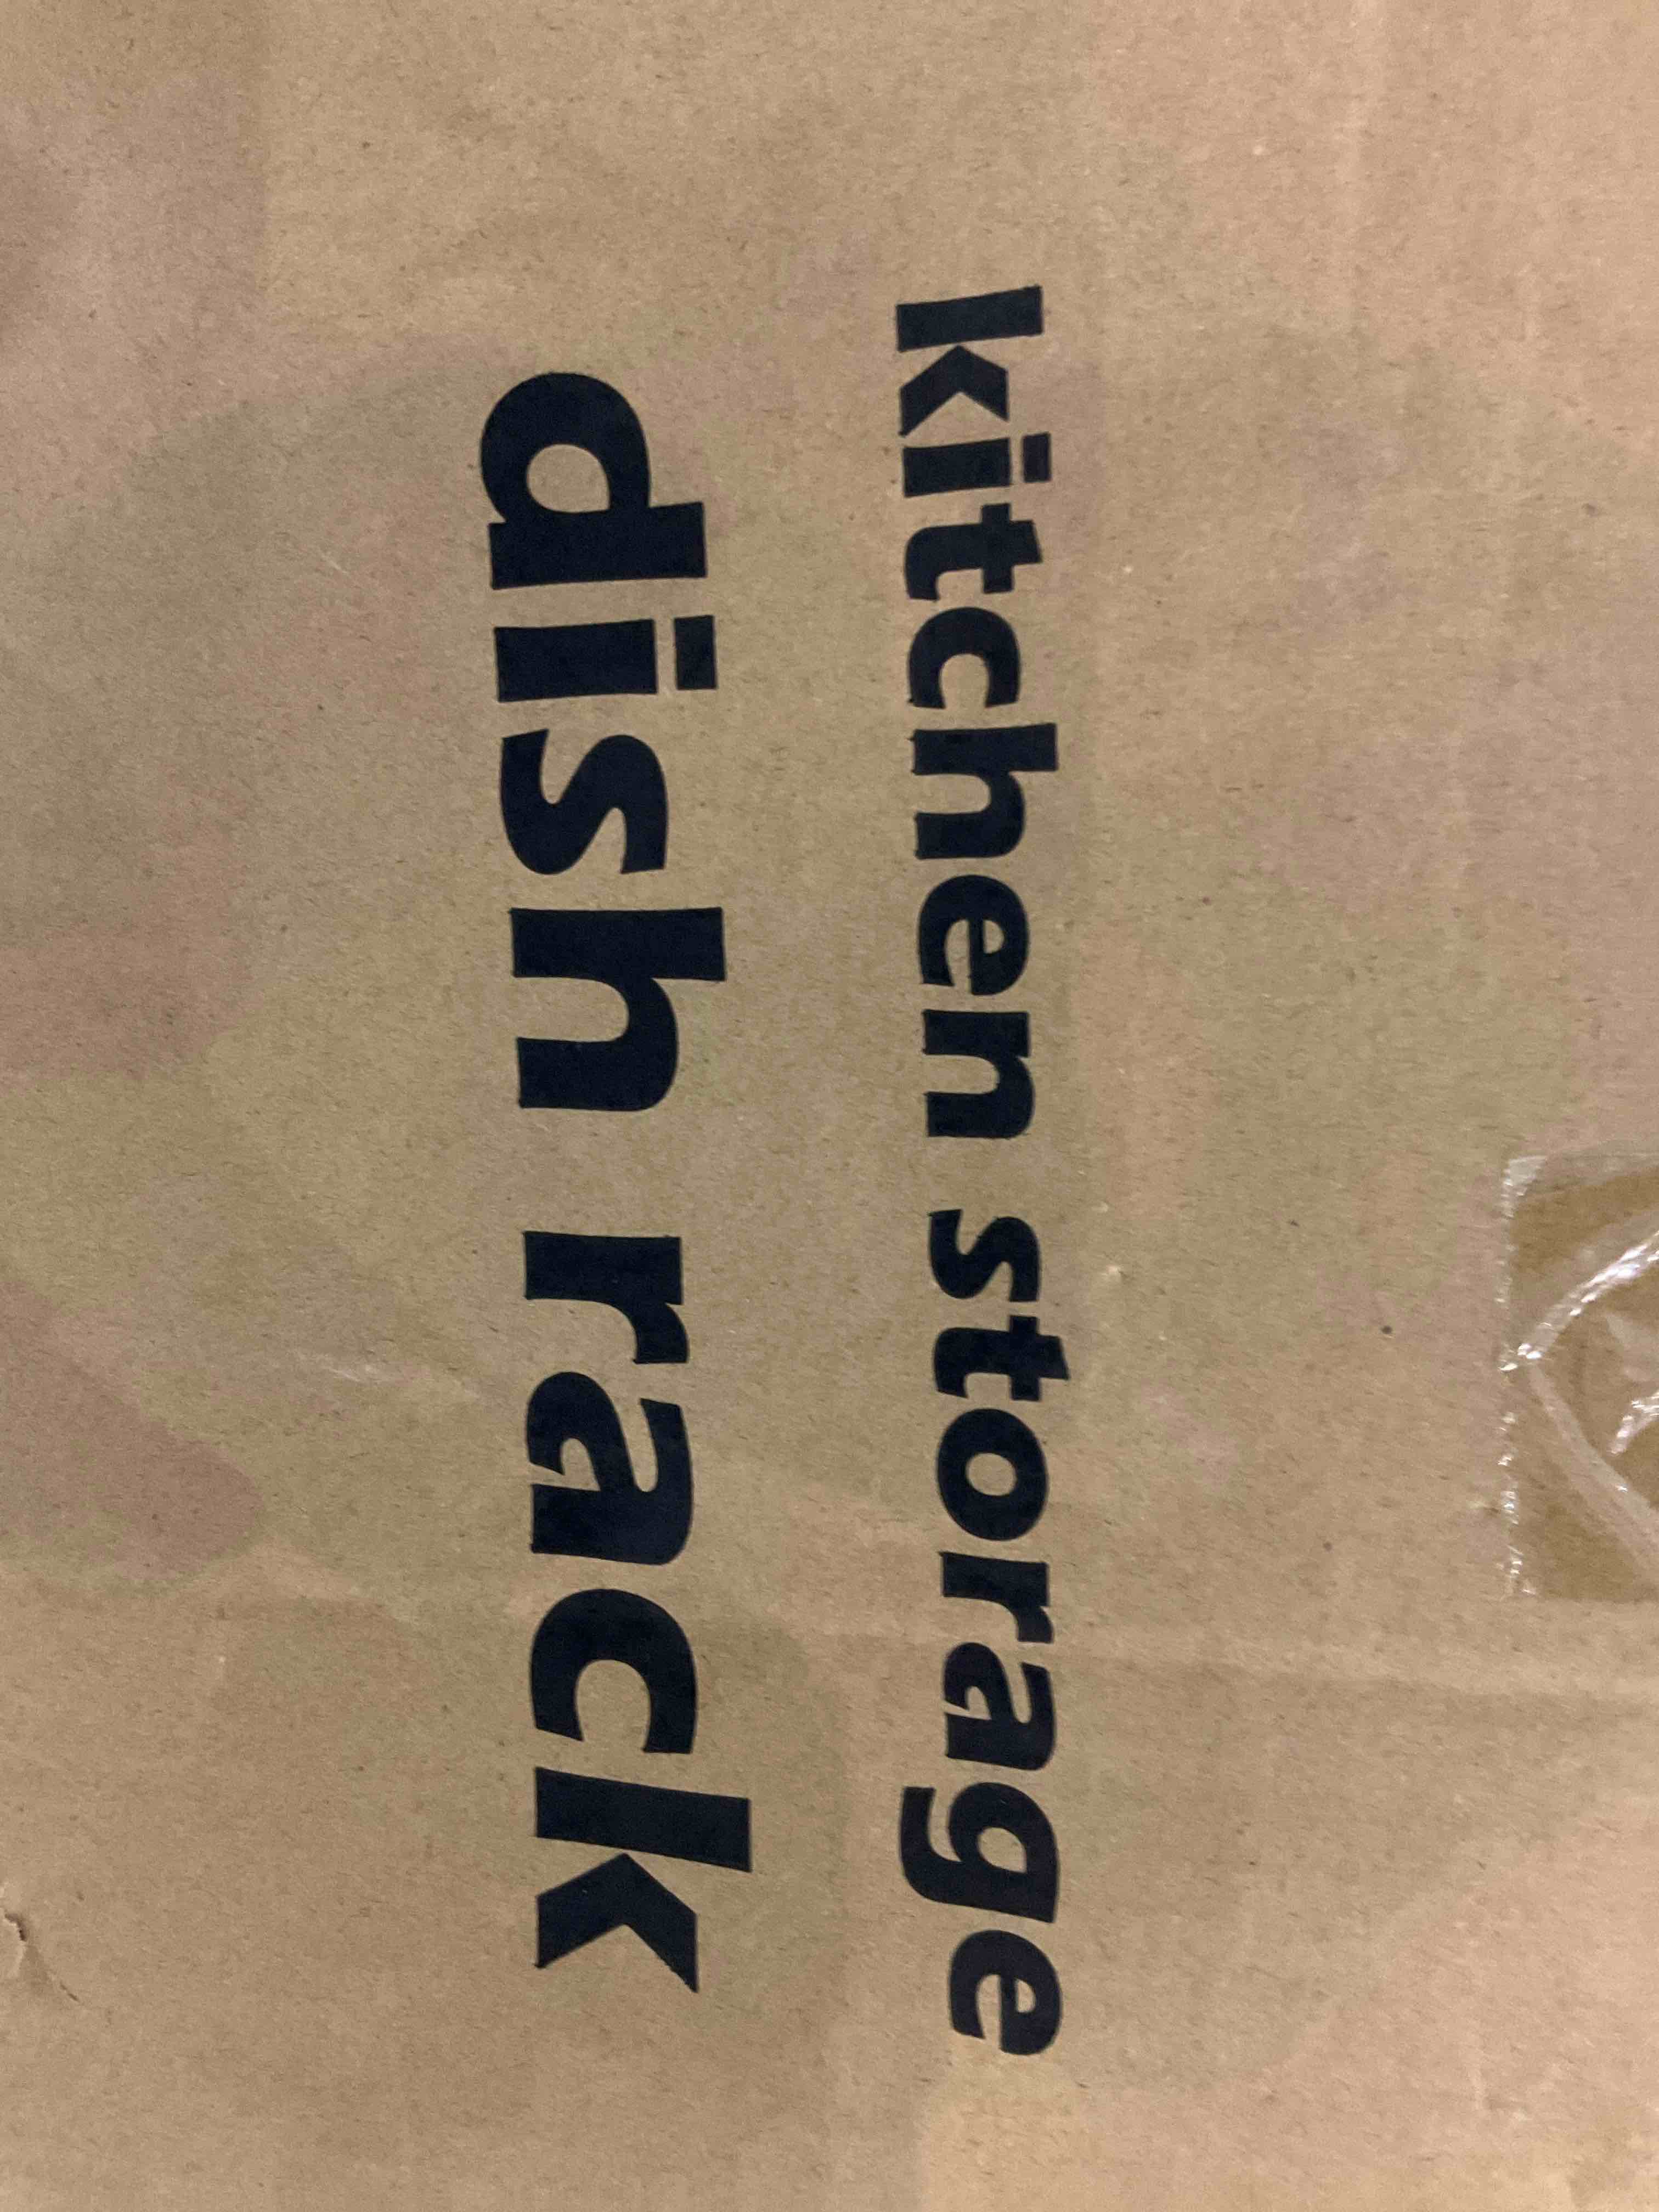 kitchen storage
dish rack